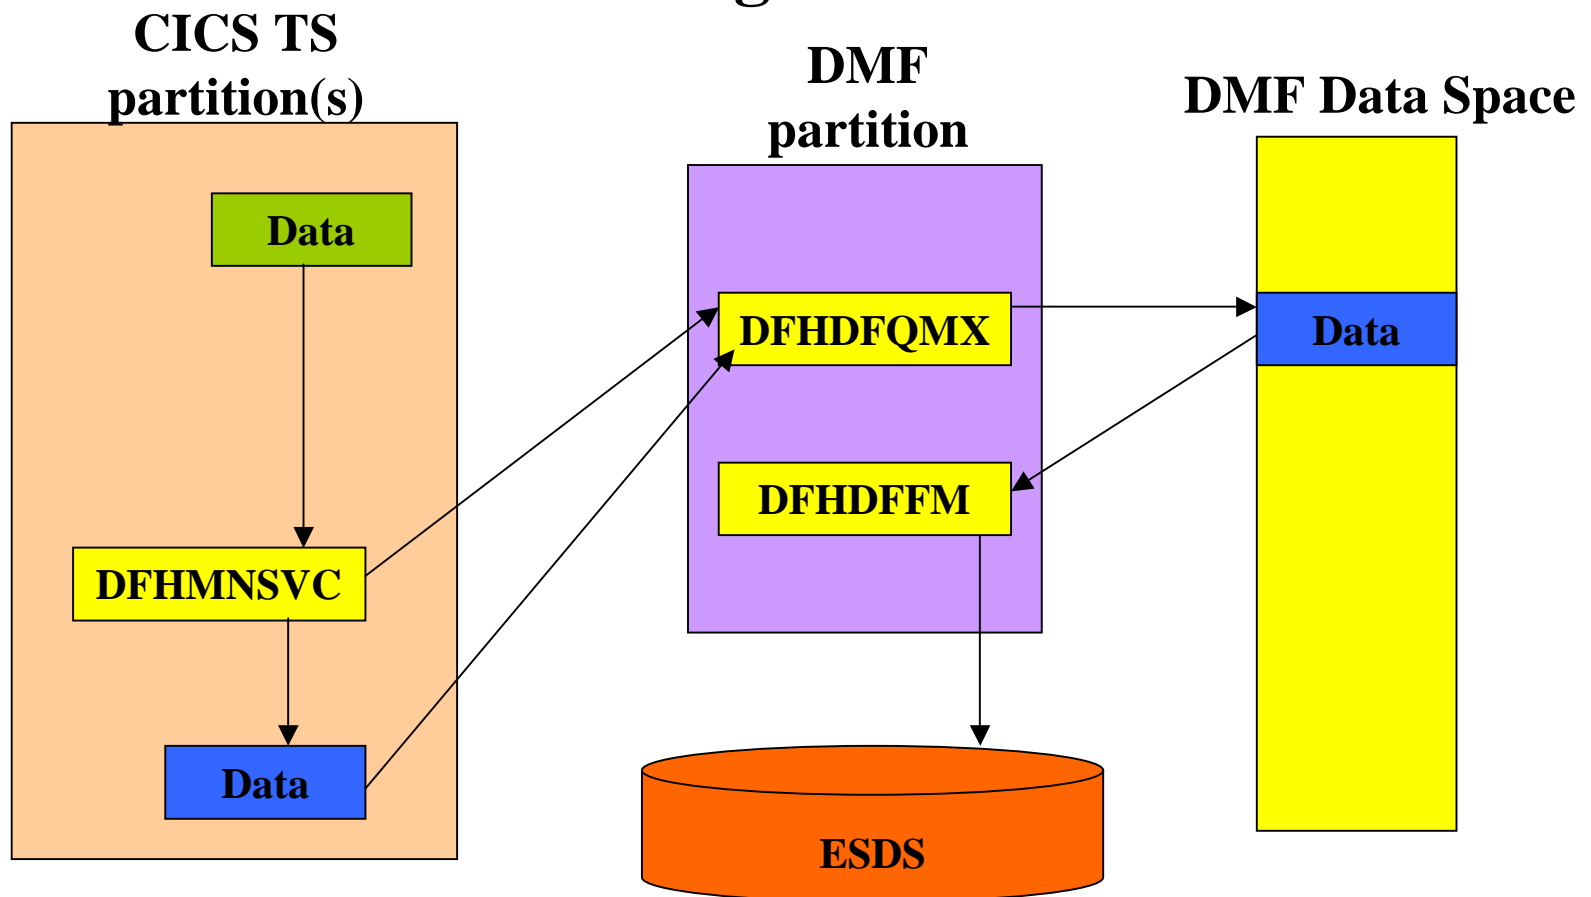 CICS TS
partition(s)
DMF
partition
DMF Data Space
Data
DFHDFQMX
Data
DFHDFFM
DFHMNSVC
Data
ESDS